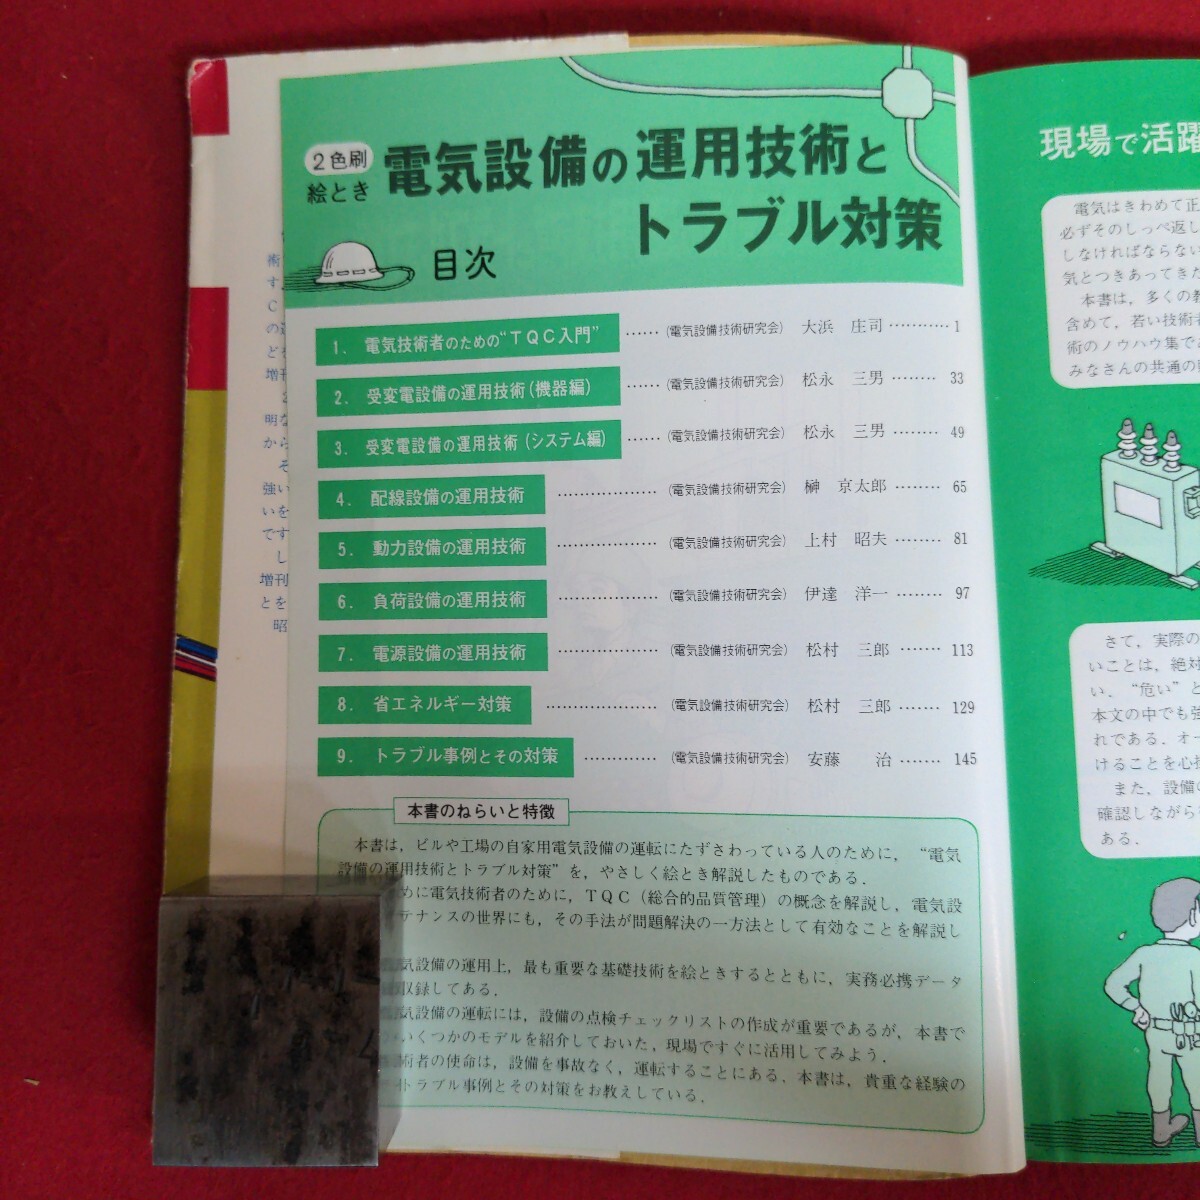 2色刷
絵とき
電気設備の運用技術と
トラブル対策
目次
1. 電気技術者のための"TQC入門" …… (電気設備技術研究会) 大浜 庄司 ………… 1
2. 受変電設備の運用技術(機器編) …… (電気設備技術研究会) 松永 三男 ……… 33
3. 受変電設備の運用技術(システム編) …… (電気設備技術研究会) 松永 三男 ……… 49
4. 配線設備の運用技術 ………………… (電気設備技術研究会) 榊 京太郎 ……… 65
5. 動力設備の運用技術 ………………… (電気設備技術研究会) 上村 昭夫 ……… 81
6. 負荷設備の運用技術 ………………… (電気設備技術研究会) 伊達 洋一 ……… 97
7. 電源設備の運用技術 ………………… (電気設備技術研究会) 松村 三郎 ……. 113
8. 省エネルギー対策 ………………… (電気設備技術研究会) 松村 三郎 ……. 129
9. トラブル事例とその対策 ………….. (電気設備技術研究会) 安藤 治 ……. 145
本書のねらいと特徴
本書は，ビルや工場の自家用電気設備の運転にたずさわっている人のために，“電気
設備の運用技術とトラブル対策”を，やさしく絵とき解説したものである．
めに電気技術者のために，TQC（総合的品質管理）の概念を解説し，電気設
テナンスの世界にも，その手法が問題解決の一方法として有効なことを解説し
気設備の運用上，最も重要な基礎技術を絵ときするとともに，実務必携データ
収録してある．
気設備の運転には，設備の点検チェックリストの作成が重要であるが，本書で
いくつかのモデルを紹介しておいた．現場ですぐに活用してみよう．
術者の使命は，設備を事故なく，運転することにある．本書は，貴重な経験の
トラブル事例とその対策をお教えしている．
術
す．
C
の運
どを
増刊
2
明な
から
そ
強い
いを
です
し
増刊
とを
昭
現場で活躍
電気はきわめて正
必ずそのしっぺ返し
しなければならない
気とつきあってきた
本書は，多くの教
含めて，若い技術者
術のノウハウ集であ
みなさんの共通の
さて，実際の
いことは，絶対
い．“危い”と
本文の中でも強
れである．オー
けることを心掛
また，設備の
確認しながら
ある．